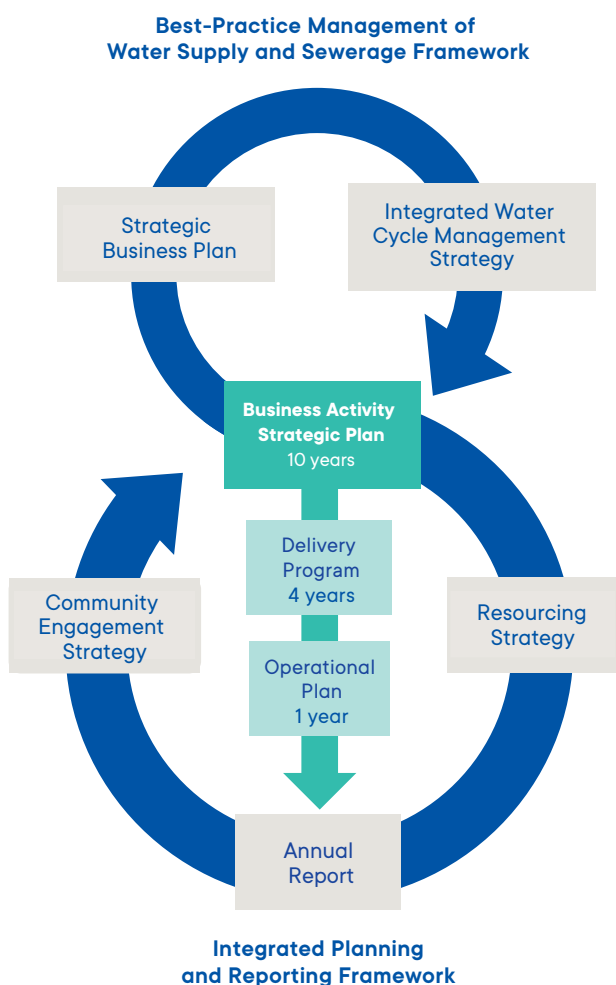 Best-Practice Management of
Water Supply and Sewerage Framework
Strategic
Business Plan
Integrated Water
Cycle Management
Strategy
Business Activity
Strategic Plan
10 years
Delivery
Program
4 years
Community
Engagement
Strategy
Resourcing
Strategy
Operational
Plan
1 year
Annual
Report
Integrated Planning
and Reporting Framework